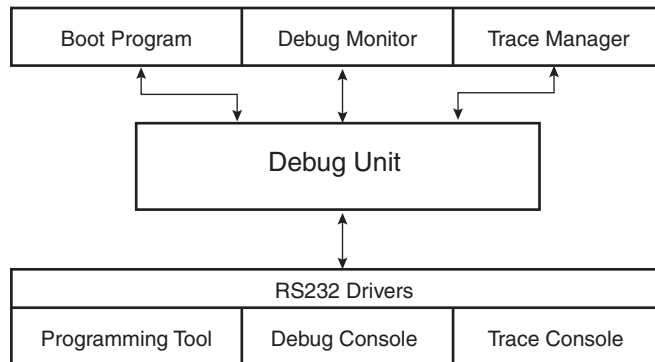 Boot Program
Debug Monitor
Trace Manager
Debug Unit
RS232 Drivers
Programming Tool
Debug Console
Trace Console